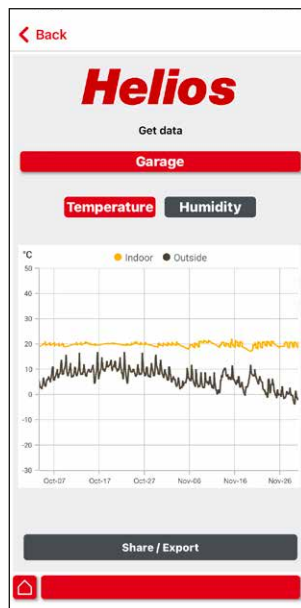 Back
Helios
Get data
Garage
Temperature Humidity
°C
Indoor Outside
50
40
30
20
10
0
-10
-20
-30
Oct-07 Oct-17 Oct-27 Nov-06 Nov-16 Nov-26
Share / Export